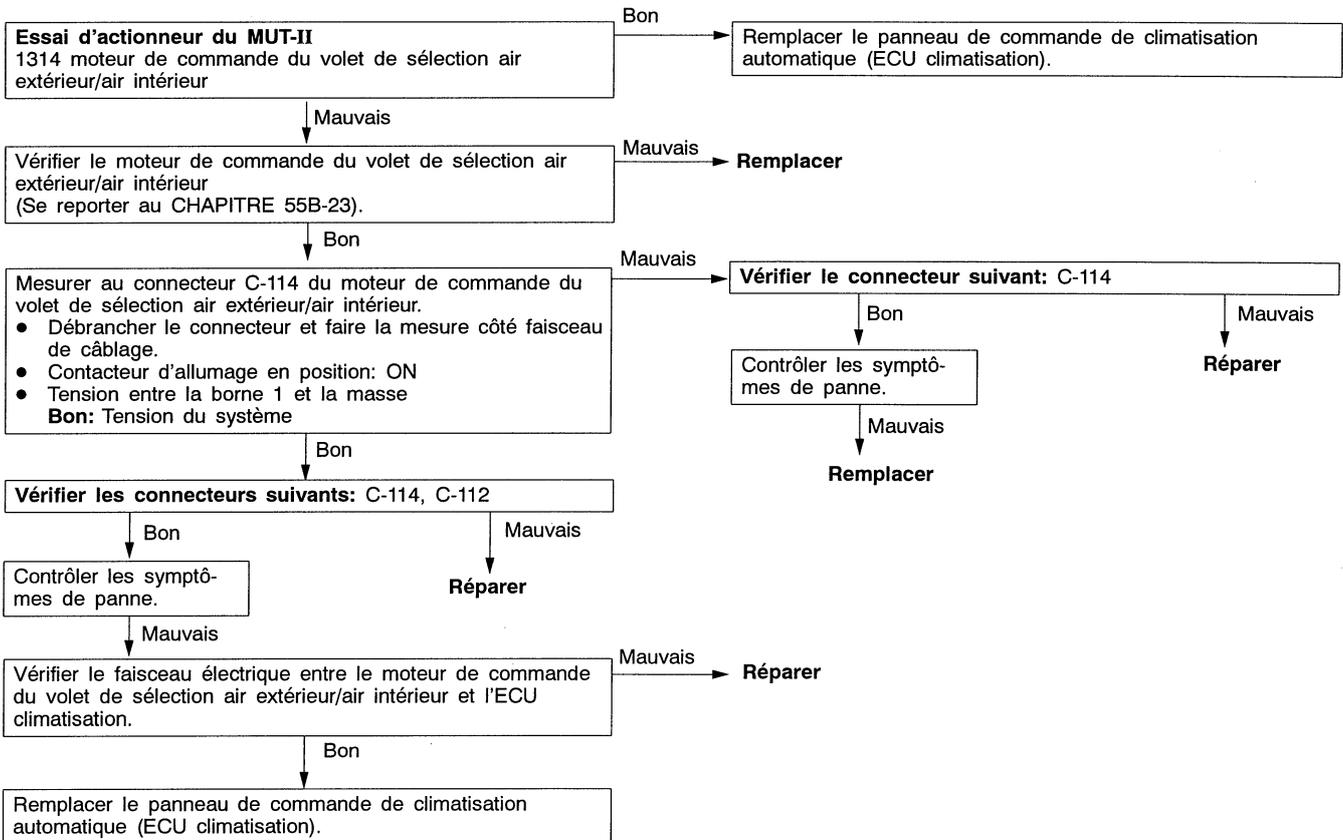 Essai d'actionneur du MUT-II
1314 moteur de commande du volet de sélection air
extérieur/air intérieur
Bon
Remplacer le panneau de commande de climatisation
automatique (ECU climatisation).
Mauvais
Vérifier le moteur de commande du volet de sélection air
extérieur/air intérieur
(Se reporter au CHAPITRE 55B-23).
Mauvais
Remplacer
Bon
Mesurer au connecteur C-114 du moteur de commande du
volet de sélection air extérieur/air intérieur.
● Débrancher le connecteur et faire la mesure côté faisceau
de câblage.
● Contacteur d'allumage en position: ON
● Tension entre la borne 1 et la masse
Bon: Tension du système
Mauvais
Vérifier le connecteur suivant: C-114
Bon
Mauvais
Contrôler les symptô-
mes de panne.
Réparer
Mauvais
Remplacer
Bon
Vérifier les connecteurs suivants: C-114, C-112
Bon
Mauvais
Contrôler les symptô-
mes de panne.
Réparer
Mauvais
Vérifier le faisceau électrique entre le moteur de commande
du volet de sélection air extérieur/air intérieur et l'ECU
climatisation.
Mauvais
Réparer
Bon
Remplacer le panneau de commande de climatisation
automatique (ECU climatisation).